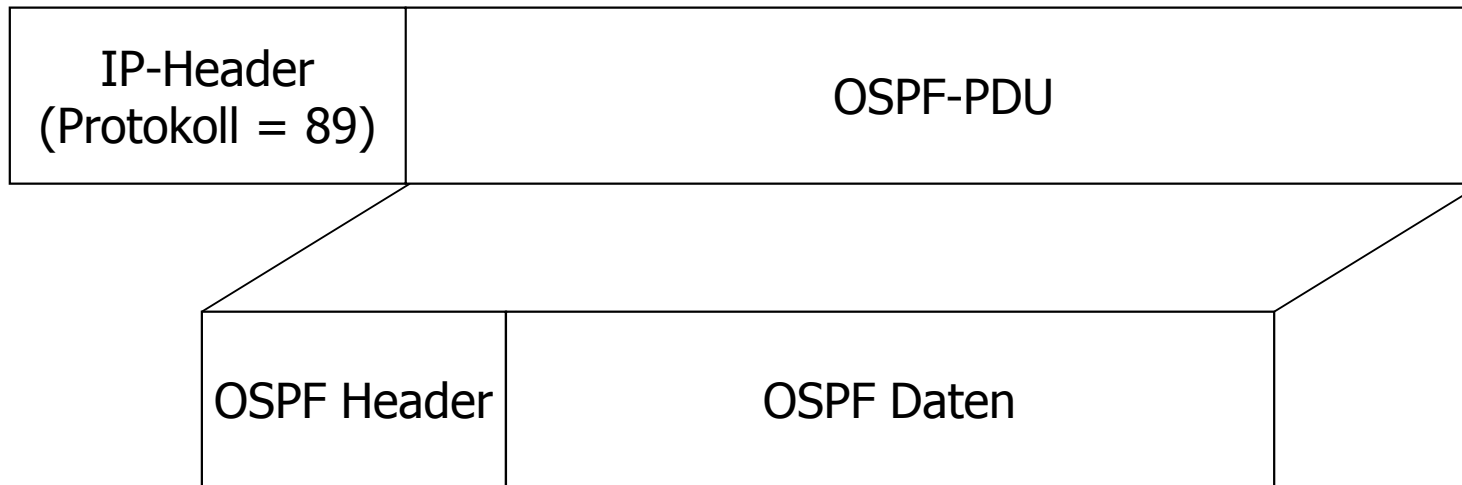 IP-Header
(Protokoll = 89)
OSPF-PDU
OSPF Header
OSPF Daten